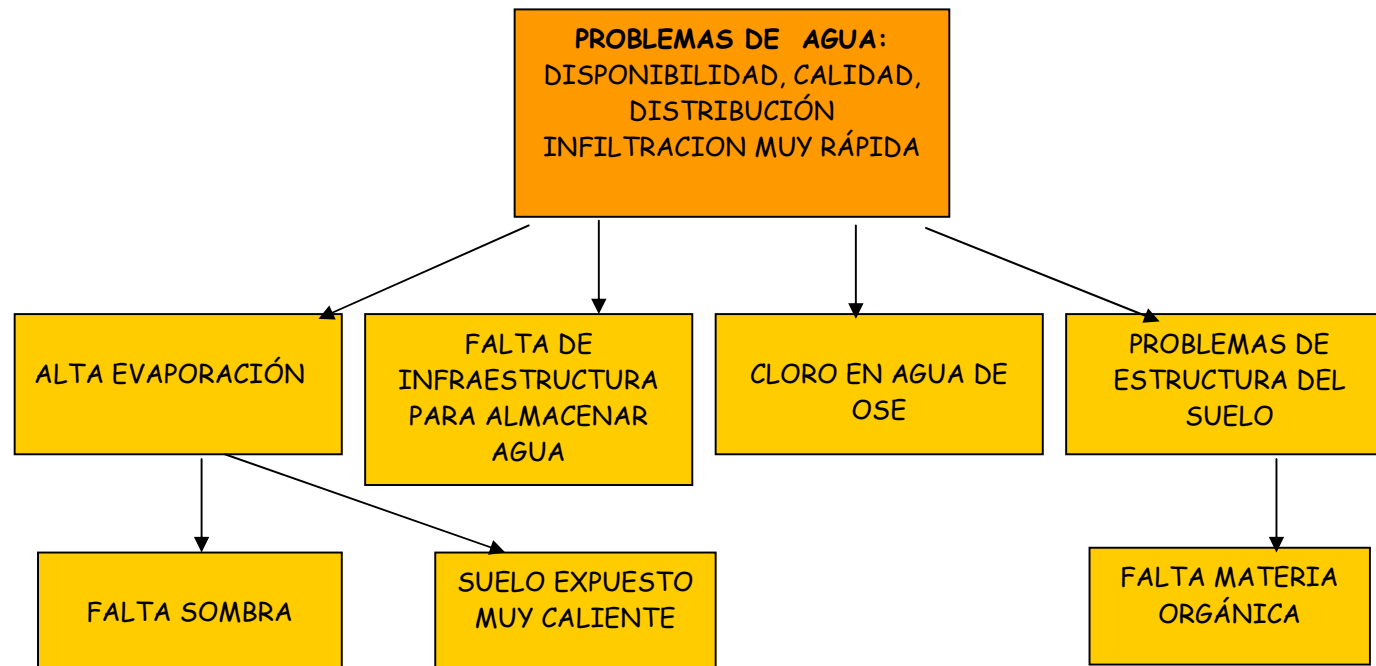 PROBLEMAS DE AGUA:
DISPONIBILIDAD, CALIDAD,
DISTRIBUCIÓN
INFILTRACION MUY RÁPIDA
ALTA EVAPORACIÓN
FALTA DE
INFRAESTRUCTURA
PARA ALMACENAR
AGUA
CLORO EN AGUA DE
OSE
PROBLEMAS DE
ESTRUCTURA DEL
SUELO
FALTA SOMBRA
SUELO EXPUESTO
MUY CALIENTE
FALTA MATERIA
ORGÁNICA